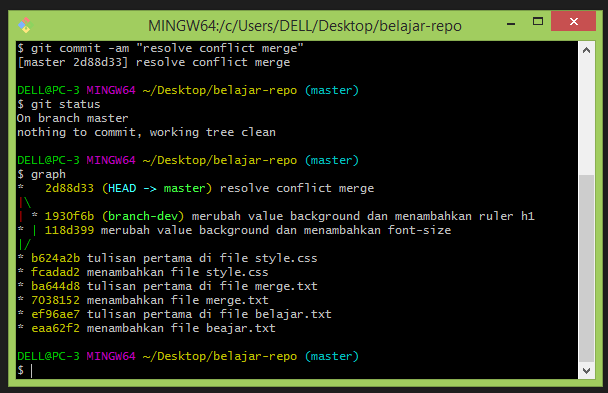 MINGW64:/c/Users/DELL/Desktop/belajar-repo
$ git commit -am "resolve conflict merge"
[master 2d88d33] resolve conflict merge
DELL@PC-3 MINGW64 ~/Desktop/belajar-repo (master)
$ git status
On branch master
nothing to commit, working tree clean
DELL@PC-3 MINGW64 ~/Desktop/belajar-repo (master)
$ graph
*   2d88d33 (HEAD -> master) resolve conflict merge
|\
| * 1930f6b (branch-dev) merubah value background dan menambahkan ruler h1
* | 118d399 merubah value background dan menambahkan font-size
|/
* b624a2b tulisan pertama di file style.css
* fcadad2 menambahkan file style.css
* ba644d8 tulisan pertama di file merge.txt
* 7038152 menambahkan file merge.txt
* ef96ae7 tulisan pertama di file belajar.txt
* eaa62f2 menambahkan file beajar.txt
DELL@PC-3 MINGW64 ~/Desktop/belajar-repo (master)
$